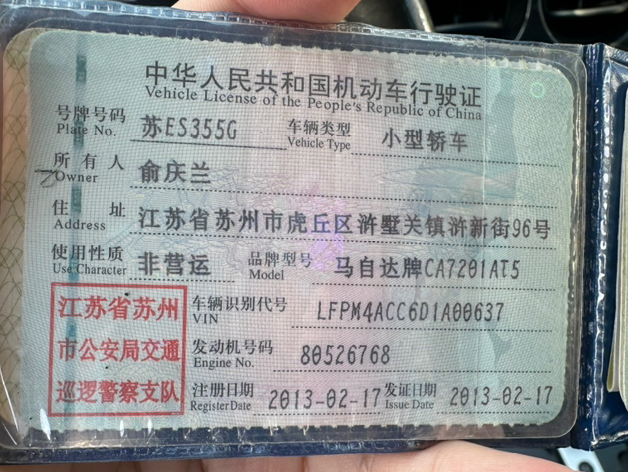 中华人民共和国机动车行驶证
Vehicle License of the People's Republic of China
号牌号码 苏ES355G 车辆类型 小型轿车
Plate No. Vehicle Type
所有人 俞庆兰
Owner
住址 江苏省苏州市虎丘区浒墅关镇浒新街96号
Address
使用性质 非营运 品牌型号 马自达牌CA7201AT5
Use Character Model
江苏省苏州 车辆识别代号 LFPM4ACC6D1A00637
VIN
市公安局交通 发动机号码 80526768
Engine No.
巡逻警察支队 注册日期 2013-02-17 发证日期 2013-02-17
Register Date Issue Date